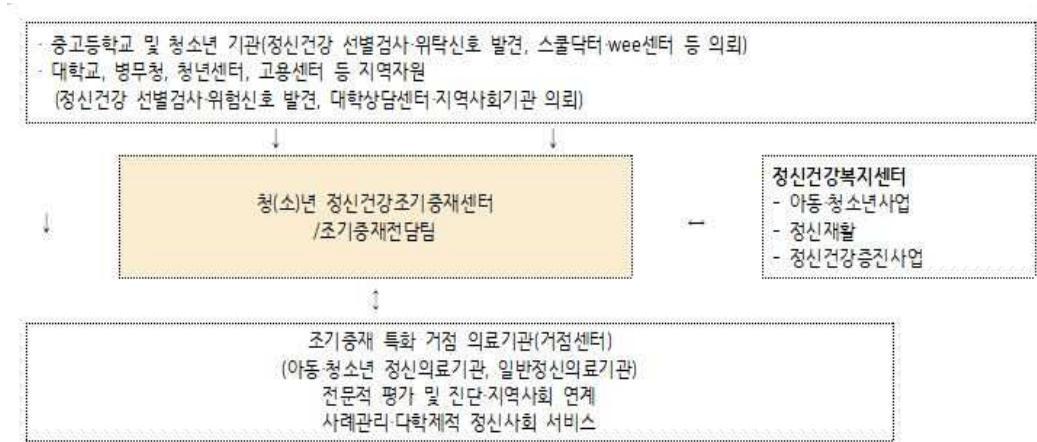 · 중고등학교 및 청소년 기관(정신건강 선별검사·위탁신호 발견, 스쿨닥터·wee센터 등 의뢰)
· 대학교, 병무청, 청년센터, 고용센터 등 지역자원
(정신건강 선별검사·위험신호 발견, 대학상담센터·지역사회기관 의뢰)
↓ ↓
청(소)년 정신건강조기중재센터
/조기중재전담팀
↓
↔
정신건강복지센터
- 아동·청소년사업
- 정신재활
- 정신건강증진사업
↕
조기중재 특화 거점 의료기관(거점센터)
(아동·청소년 정신의료기관, 일반정신의료기관)
전문적 평가 및 진단·지역사회 연계
사례관리·다학제적 정신사회 서비스